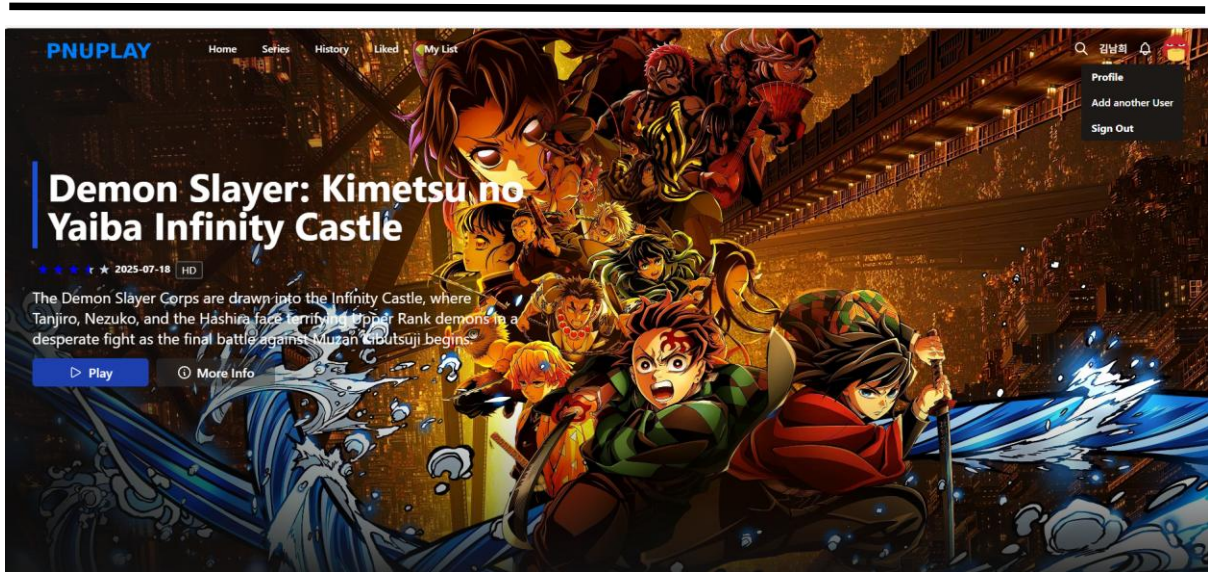 PNUPLAY
Home Series History Liked My List
김남희
Profile
Add another User
Sign Out
Demon Slayer: Kimetsu no
Yaiba Infinity Castle
2025-07-18 HD
The Demon Slayer Corps are drawn into the Infinity Castle, where
Tanjiro, Nezuko, and the Hashira face terrifying Upper Rank demons in a
desperate fight as the final battle against Muzan Kibutsuji begins.
Play
More Info